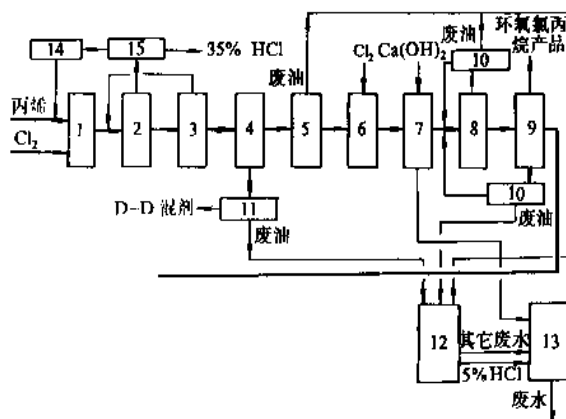 环氧氯丙
烷产品
废油
14
15
35% HCl
废油
Cl₂
Ca(OH)₂
10
丙烯
Cl₂
1
2
3
4
5
6
7
8
9
D-D 混剂
11
10
废油
废油
12
其它废水
5%HCl
13
废水